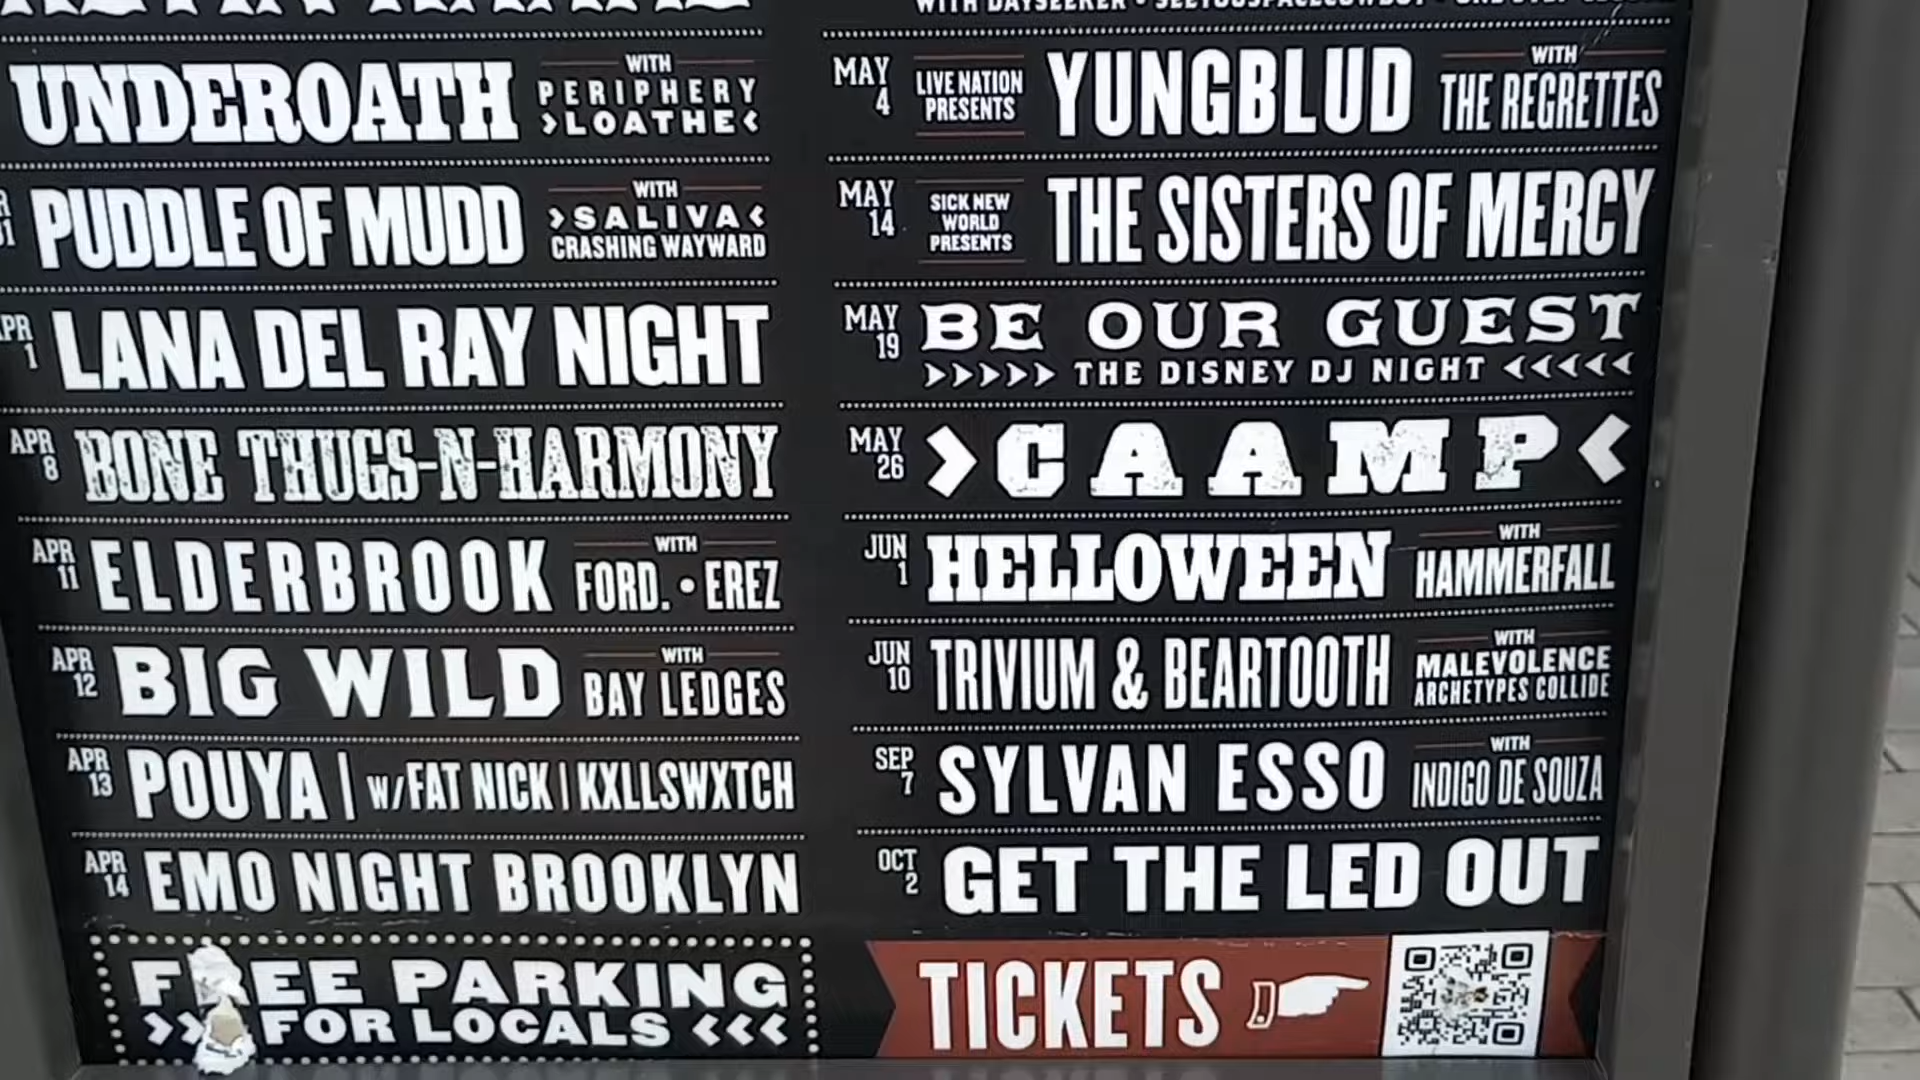 WITH DAYSEEKER • SEEYOUSPACECOWBOY
UNDEROATH
WITH
PERIPHERY
>LOATHE<
31
PUDDLE OF MUDD
WITH
>SALIVA<
CRASHING WAYWARD
APR
1
LANA DEL RAY NIGHT
APR
8
BONE THUGS-N-HARMONY
APR
11
ELDERBROOK
WITH
FORD. • EREZ
APR
12
BIG WILD
WITH
BAY LEDGES
APR
13
POUYA | W/FAT NICK | KXLLSWXTCH
APR
14
EMO NIGHT BROOKLYN
FREE PARKING
>> FOR LOCALS <<<
MAY
4
LIVE NATION
PRESENTS
YUNGBLUD
WITH
THE REGRETTES
MAY
14
SICK NEW
WORLD
PRESENTS
THE SISTERS OF MERCY
MAY
19
BE OUR GUEST
>>>>> THE DISNEY DJ NIGHT <<<<<
MAY
26
>CAAMP<
JUN
1
HELLOWEEN
WITH
HAMMERFALL
JUN
10
TRIVIUM & BEARTOOTH
WITH
MALEVOLENCE
ARCHETYPES COLLIDE
SEP
7
SYLVAN ESSO
WITH
INDIGO DE SOUZA
OCT
2
GET THE LED OUT
TICKETS